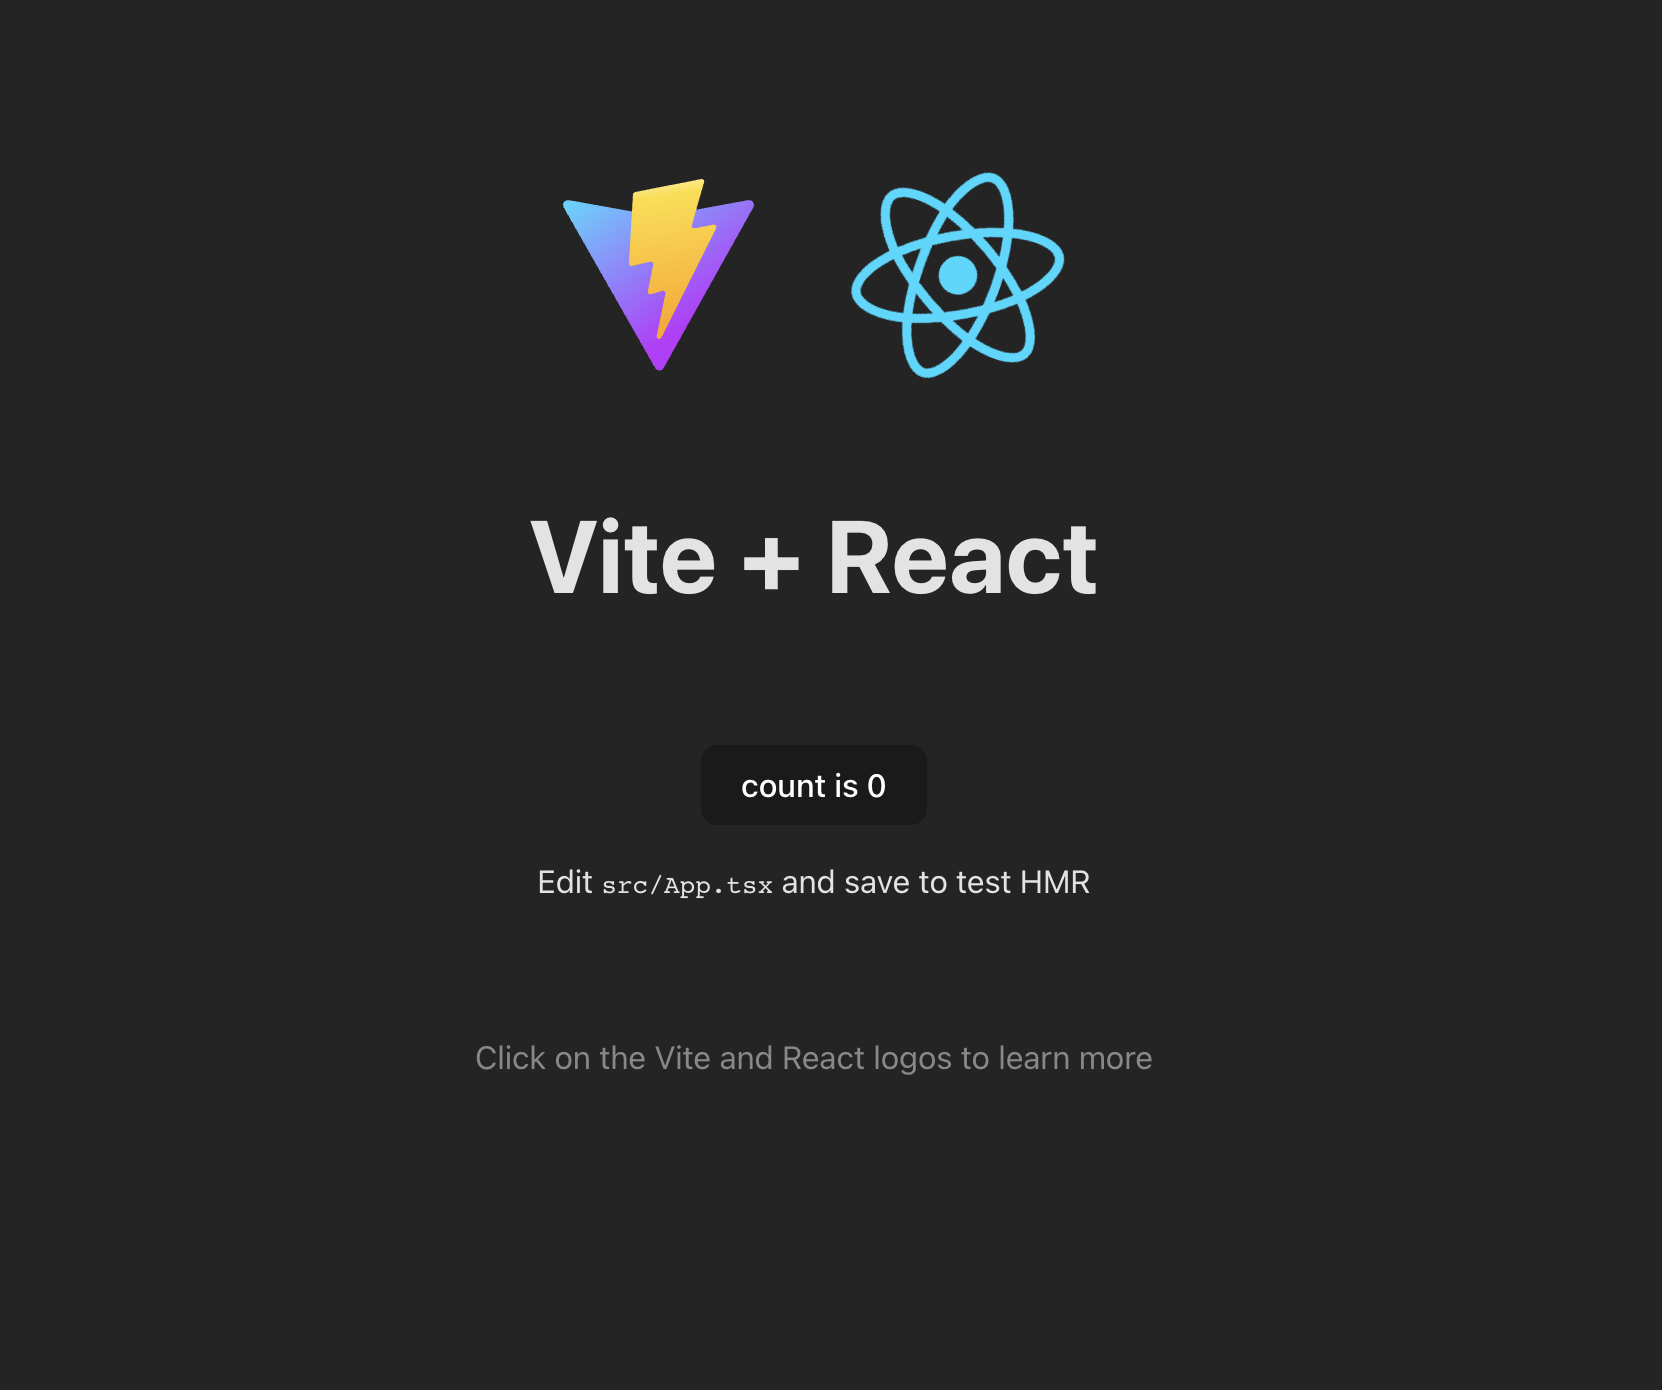 Vite + React
count is 0
Edit src/App.tsx and save to test HMR
Click on the Vite and React logos to learn more